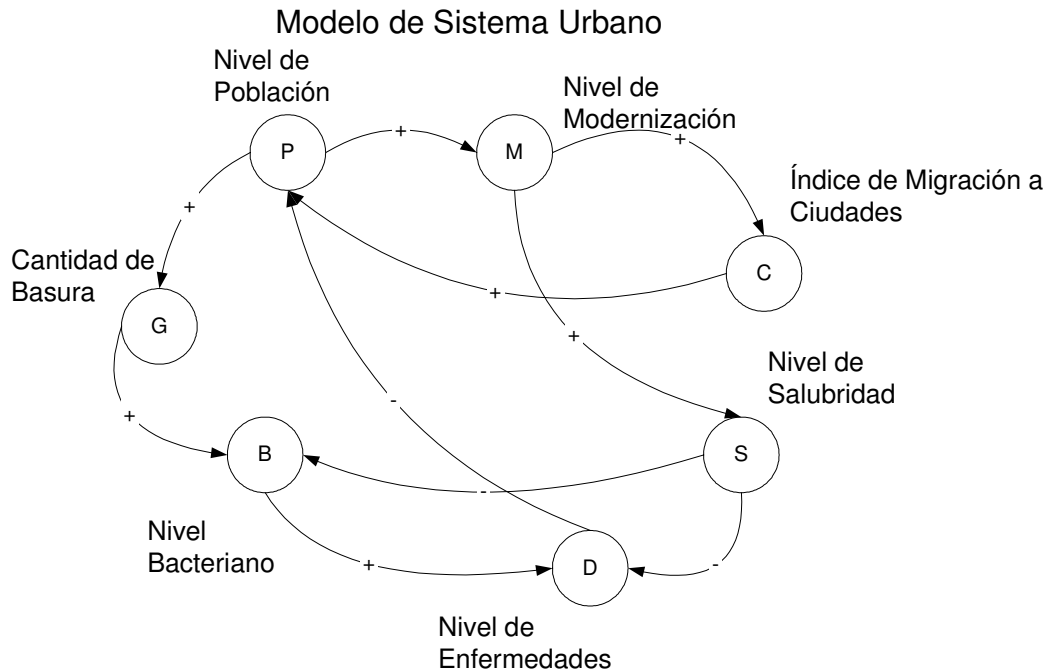 Modelo de Sistema Urbano
Nivel de
Población
Nivel de
Modernización
P
+
M
+
Índice de Migración a
Ciudades
+
C
Cantidad de
Basura
+
G
+
Nivel de
Salubridad
-
+
B
S
-
Nivel
Bacteriano
+
D
-
Nivel de
Enfermedades